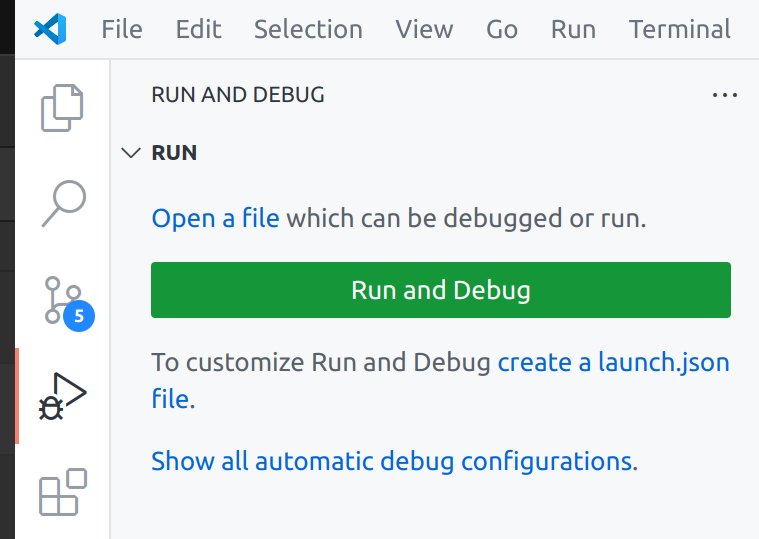 File Edit Selection View Go Run Terminal
RUN AND DEBUG
RUN
Open a file which can be debugged or run.
Run and Debug
To customize Run and Debug create a launch.json
file.
Show all automatic debug configurations.
5